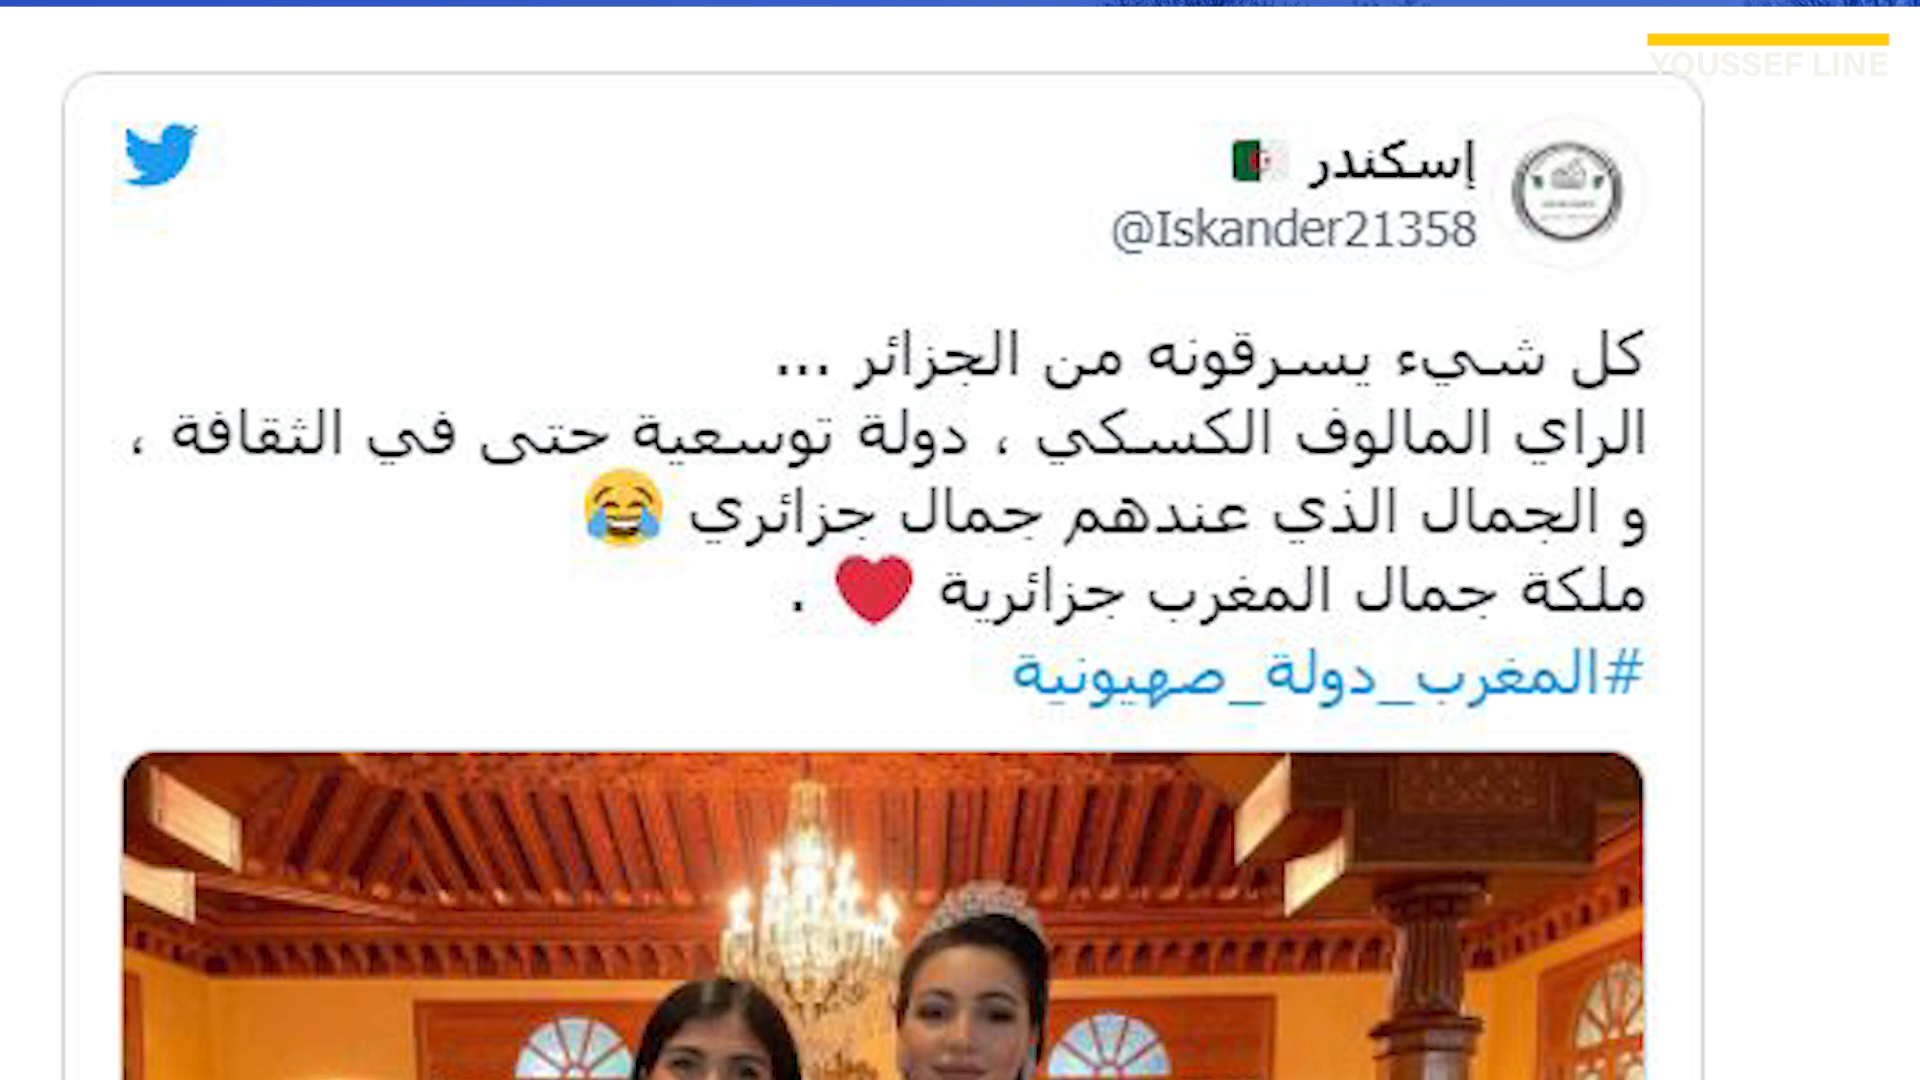 YOUSSEF LINE
إسكندر 🇩🇿
@Iskander21358
كل شيء يسرقونه من الجزائر ...
الراي المالوف الكسكي ، دولة توسعية حتى في الثقافة ،
و الجمال الذي عندهم جمال جزائري 😂
ملكة جمال المغرب جزائرية ❤️ .
#المغرب_دولة_صهيونية